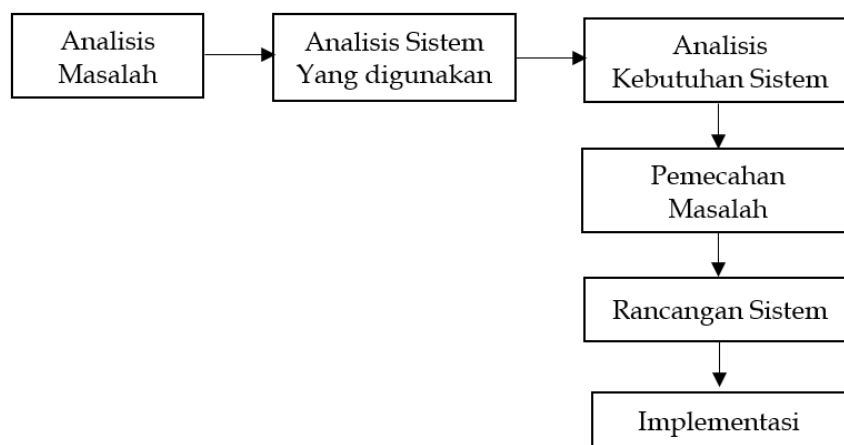 Analisis
Masalah
Analisis Sistem
Yang digunakan
Analisis
Kebutuhan Sistem
Pemecahan
Masalah
Rancangan Sistem
Implementasi